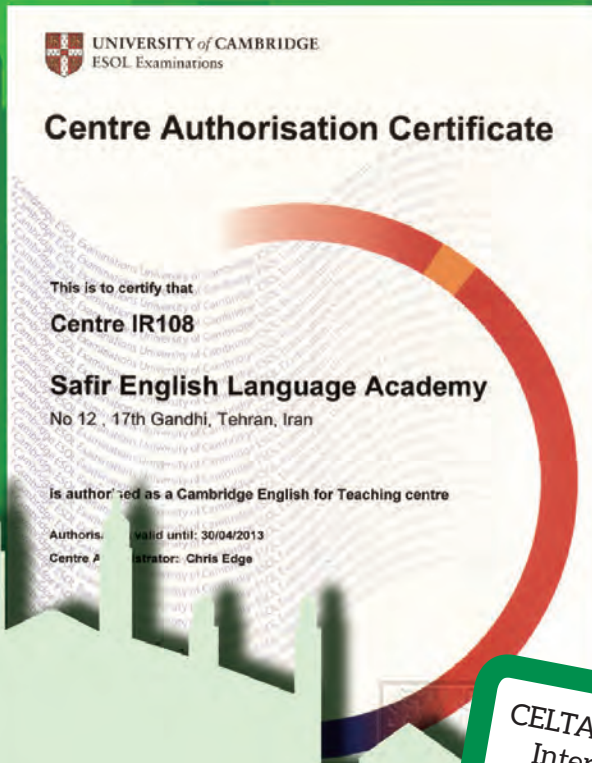 UNIVERSITY of CAMBRIDGE
ESOL Examinations
Centre Authorisation Certificate
This is to certify that
Centre IR108
Safir English Language Academy
No 12 , 17th Gandhi, Tehran, Iran
is authorised as a Cambridge English for Teaching centre
valid until: 30/04/2013
Centre Chris Edge
CELTA